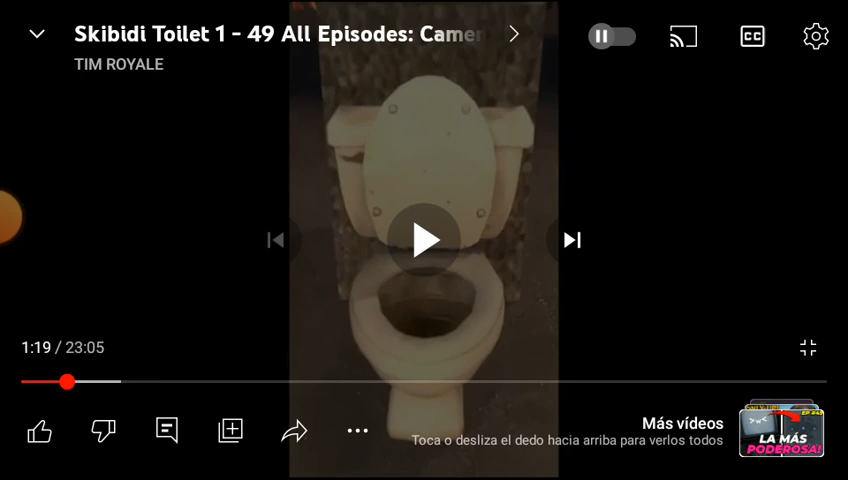 Skibidi Toilet 1 - 49 All Episodes: Camer
TIM ROYALE
CC
1:19 / 23:05
Más vídeos
Toca o desliza el dedo hacia arriba para verlos todos
LA MÁS
PODEROSA!